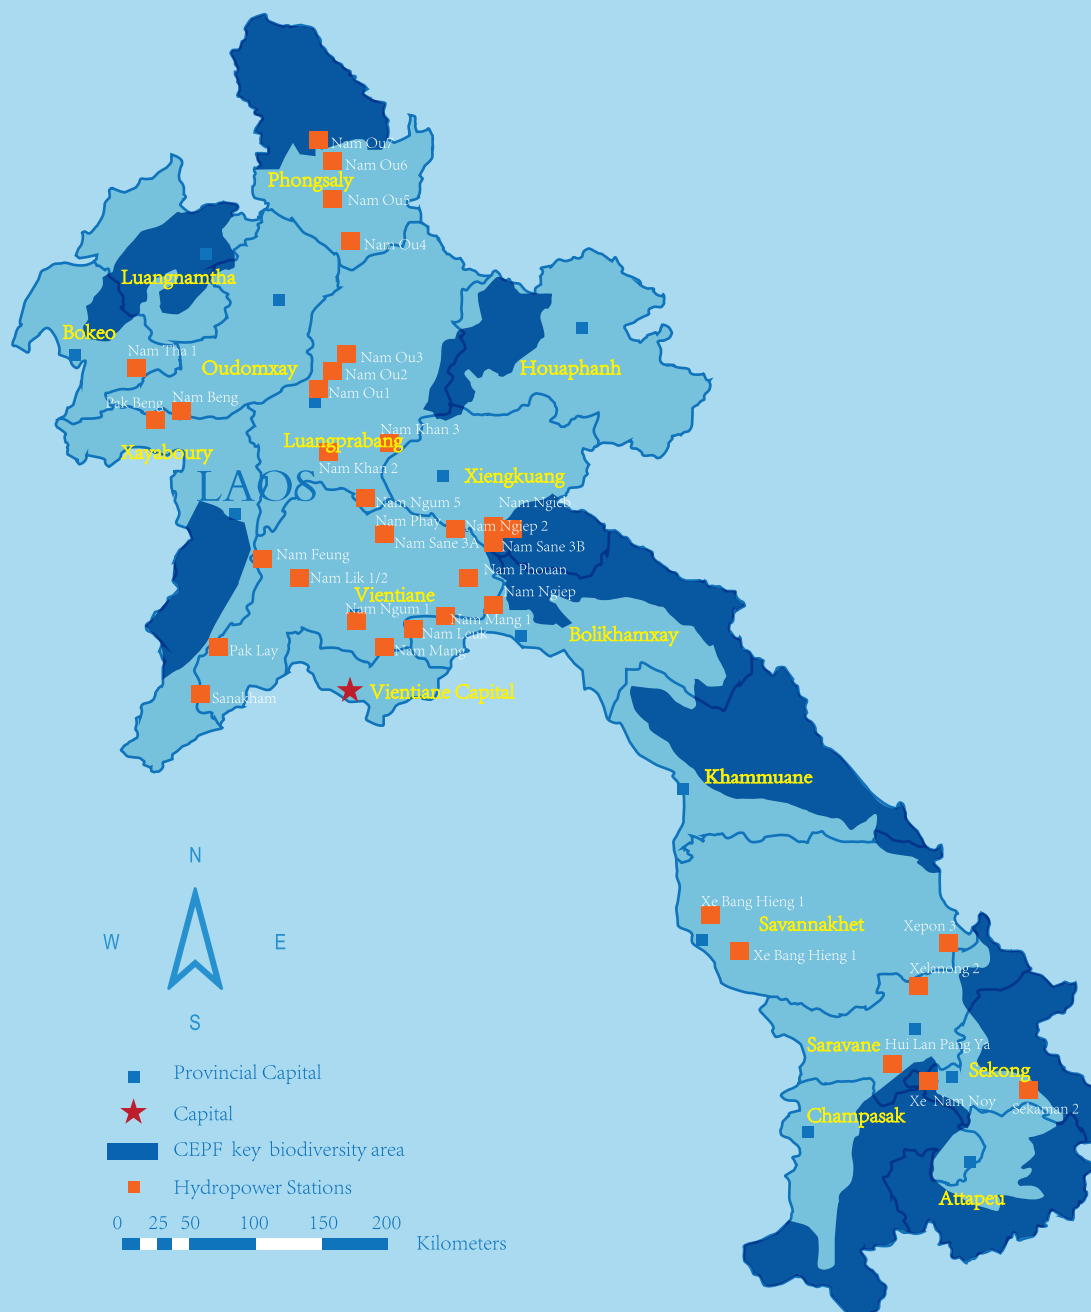 Nam Ou7
Nam Ou6
Phongsaly
Nam Ou5
Nam Ou4
Luangnamtha
Bokeo
Nam Tha 1
Oudomxay
Nam Ou3
Nam Ou2
Nam Ou1
Houaphanh
Pak Beng
Nam Beng
Xayaboury
Luangprabang
Nam Khan 3
Nam Khan 2
Xiengkuang
LAOS
Nam Ngum 5
Nam Ngieb
Nam Phay
Nam Ngiep 2
Nam Sane 3A
Nam Sane 3B
Nam Feung
Nam Phouan
Nam Lik 1/2
Vientiane
Nam Ngiep
Nam Ngum 1
Nam Mang 1
Nam Leuk
Bolikhamxay
Pak Lay
Nam Mang
Sanakham
Vientiane Capital
Khammuane
Xe Bang Hieng 1
Savannakhet
Xepon 3
Xe Bang Hieng 1
Xelanong 2
Saravane
Hui Lan Pang Ya
Sekong
Xe Nam Noy
Sekaman 2
Champasak
Attapeu
N
W
E
S
Provincial Capital
Capital
CEPF key biodiversity area
Hydropower Stations
0 25 50 100 150 200
Kilometers